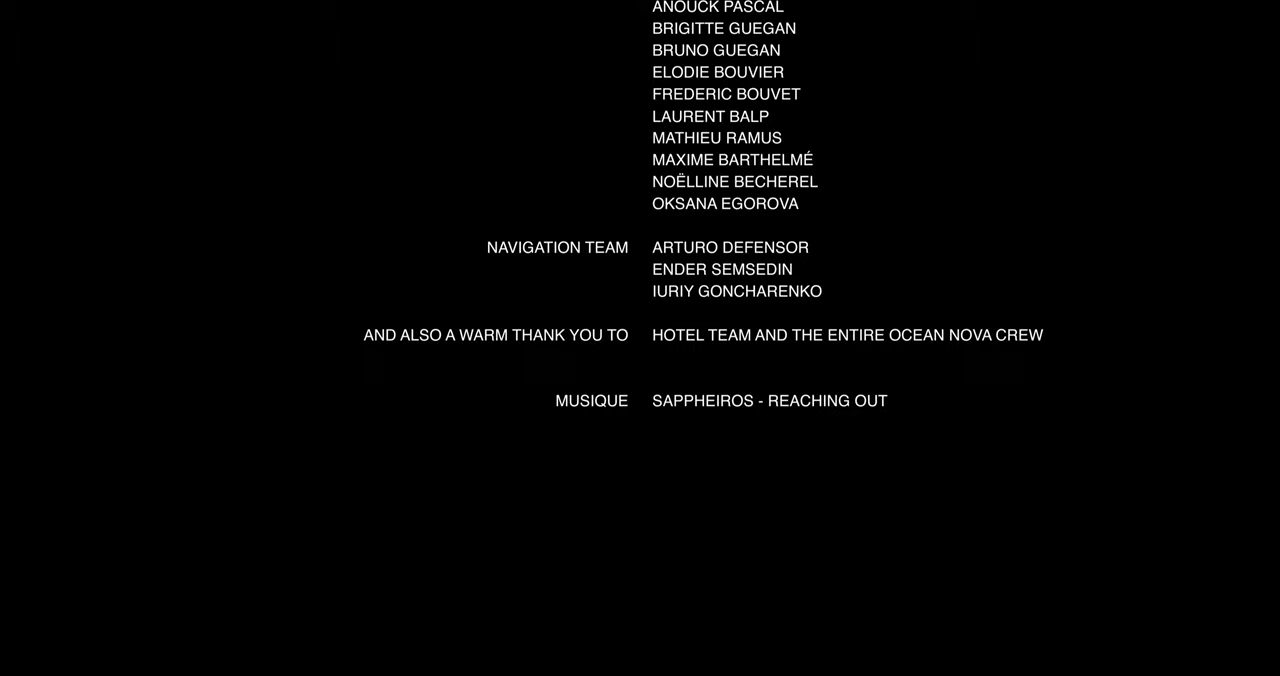 ANOUCK PASCAL
BRIGITTE GUEGAN
BRUNO GUEGAN
ELODIE BOUVIER
FREDERIC BOUVET
LAURENT BALP
MATHIEU RAMUS
MAXIME BARTHELMÉ
NOËLLINE BECHEREL
OKSANA EGOROVA
NAVIGATION TEAM ARTURO DEFENSOR
ENDER SEMSEDIN
IURIY GONCHARENKO
AND ALSO A WARM THANK YOU TO HOTEL TEAM AND THE ENTIRE OCEAN NOVA CREW
MUSIQUE SAPPHEIROS - REACHING OUT